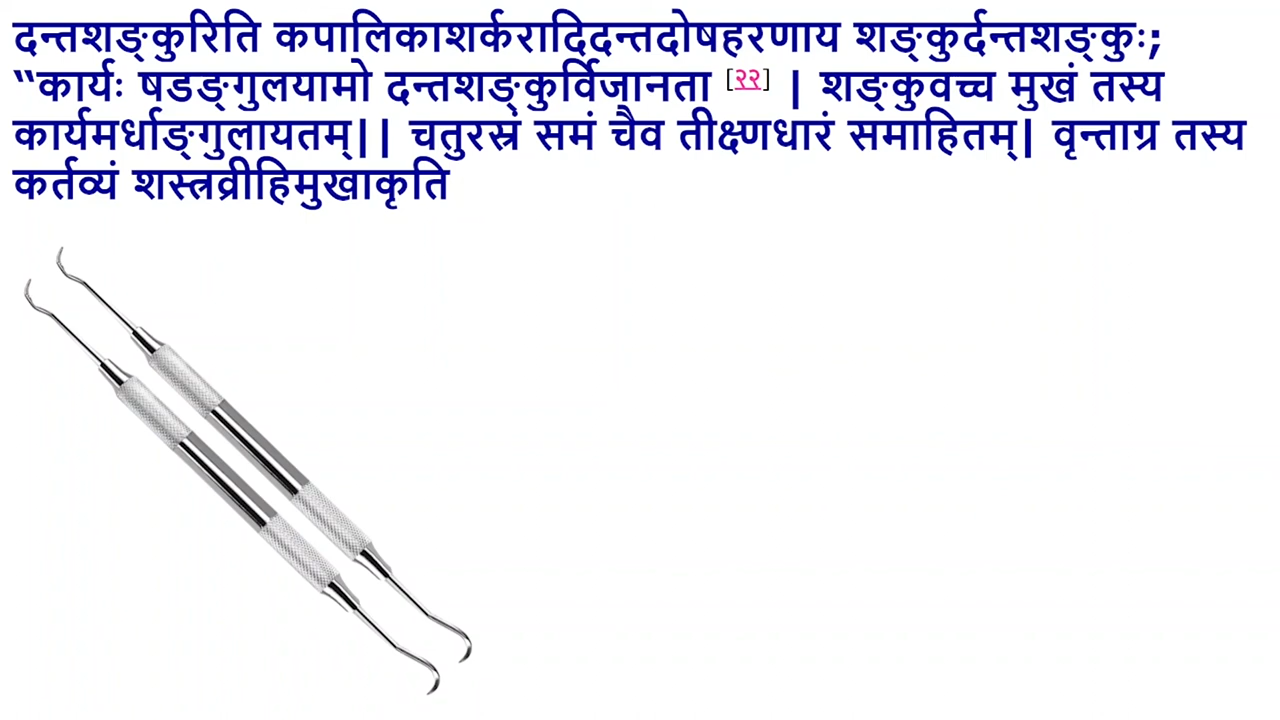 दन्तशङ्कुरिति कपालिकाशर्करादिदन्तदोषहरणाय शङ्कुर्दन्तशङ्कुः;
“कार्यः षडङ्गुलयामो दन्तशङ्कुर्विजानता [२२] | शङ्कुवच्च मुखं तस्य
कार्यमर्धाङ्गुलायतम्|| चतुरस्रं समं चैव तीक्ष्णधारं समाहितम्| वृन्ताग्र तस्य
कर्तव्यं शस्त्रव्रीहिमुखाकृति